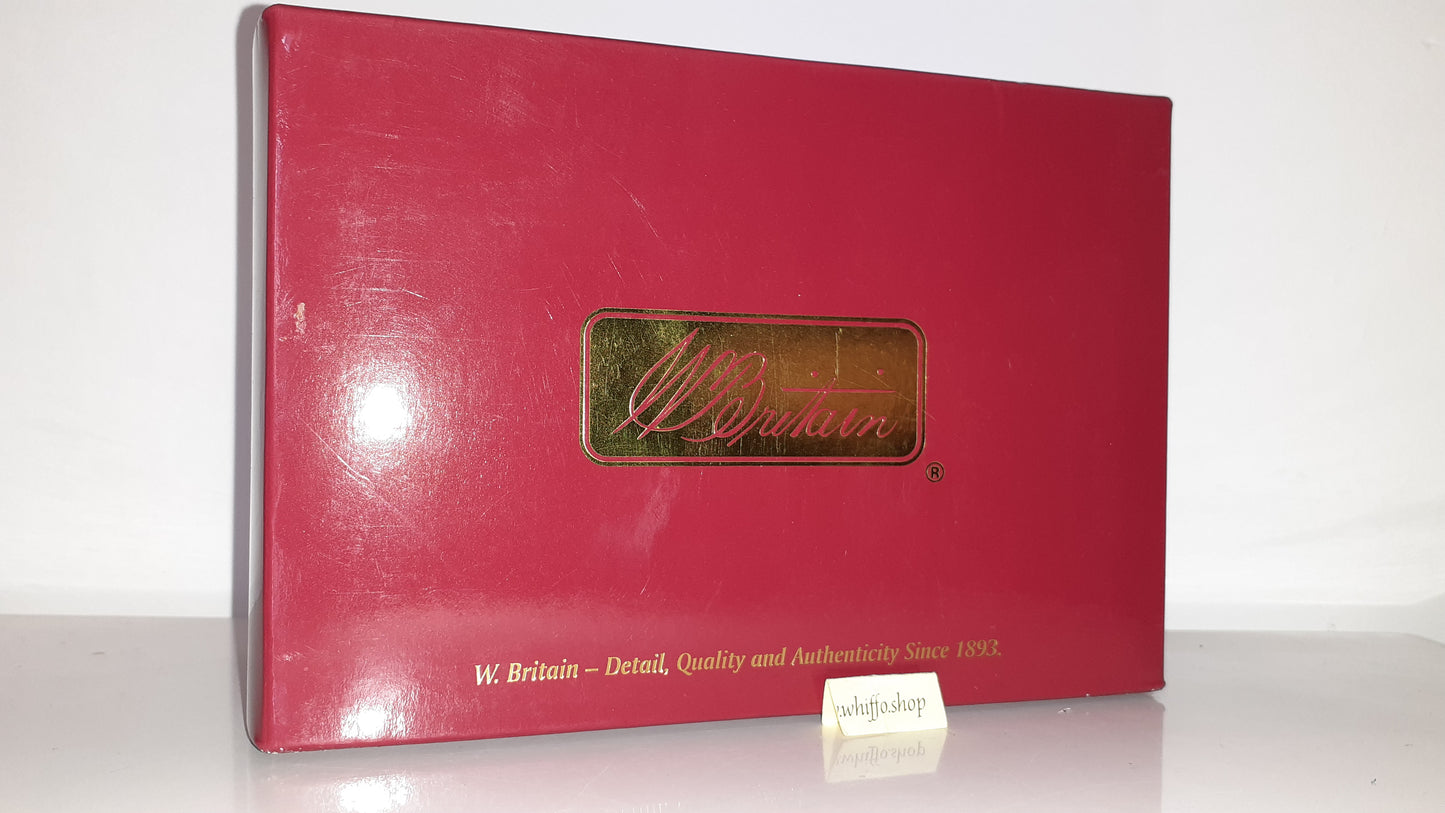 W Britain
®
W. Britain – Detail, Quality and Authenticity Since 1893.
.whiffo.shop